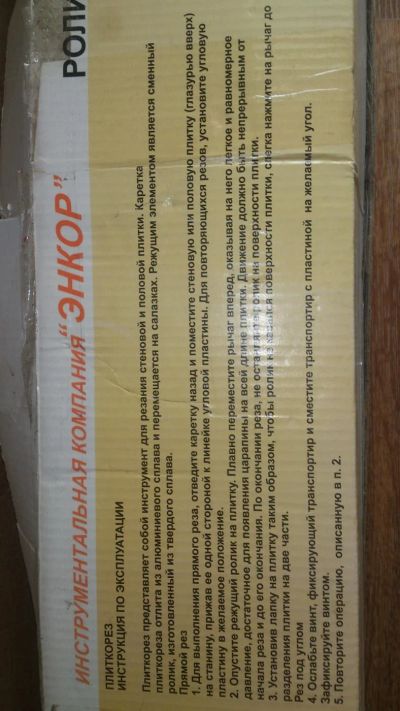 ИНСТРУМЕНТАЛЬНАЯ КОМПАНИЯ "ЭНКОР"
РОЛИ
ПЛИТКОРЕЗ
ИНСТРУКЦИЯ ПО ЭКСПЛУАТАЦИИ
Плиткорез представляет собой инструмент для резания стеновой и половой плитки. Каретка
плиткореза отлита из алюминиевого сплава и перемещается на салазках. Режущим элементом является сменный
ролик, изготовленный из твердого сплава.
Прямой рез
1. Для выполнения прямого реза, отведите каретку назад и поместите стеновую или половую плитку (глазурью вверх)
на станину, прижав ее одной стороной к линейке угловой пластины. Для повторяющихся резов, установите угловую
пластину в желаемое положение.
2. Опустите режущий ролик на плитку. Плавно переместите рычаг вперед, оказывая на него легкое и равномерное
давление, достаточное для появления царапины на всей длине плитки. Движение должно быть непрерывным от
начала реза и до его окончания. По окончании реза, не оставляйте ролик на поверхности плитки.
3. Установив лапку на плитку таким образом, чтобы ролик не касался поверхности плитки, слегка нажмите на рычаг до
разделения плитки на две части.
Рез под углом
4. Ослабьте винт, фиксирующий транспортир и сместите транспортир с пластиной на желаемый угол.
Зафиксируйте винтом.
5. Повторите операцию, описанную в п. 2.